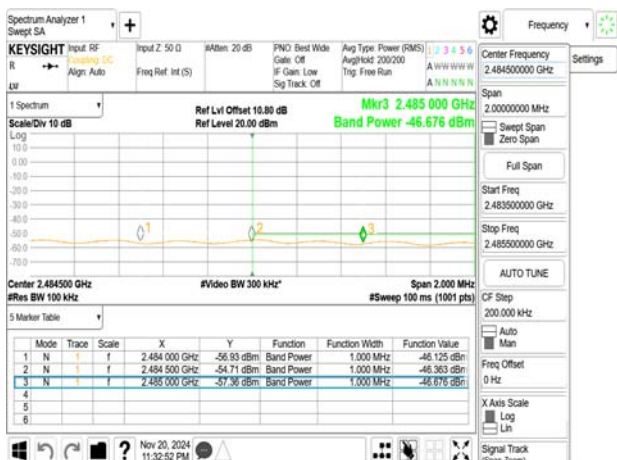 Spectrum Analyzer 1
Swept SA
+
Frequency
KEYSIGHT Input: RF Input Z: 50 Ω #Atten: 20 dB PNO: Best Wide Avg Type: Power (RMS) 1 2 3 4 5 6
R Coupling: DC Gate: Off Avg|Hold: 200/200 A W W W W W
Align: Auto Freq Ref: Int (S) IF Gain: Low Trig: Free Run
Sig Track: Off A N N N N N
Settings
1 Spectrum
Scale/Div 10 dB
Ref Lvl Offset 10.80 dB
Ref Level 20.00 dBm
Mkr3 2.485 000 GHz
Band Power -46.676 dBm
Log
10.0
0.00
-10.0
-20.0
-30.0
-40.0
-50.0
-60.0
-70.0
1
2
3
Center 2.484500 GHz #Video BW 300 kHz* Span 2.000 MHz
#Res BW 100 kHz #Sweep 100 ms (1001 pts)
5 Marker Table
Mode Trace Scale X Y Function Function Width Function Value
1 N 1 f 2.484 000 GHz -56.93 dBm Band Power 1.000 MHz -46.125 dBm
2 N 1 f 2.484 500 GHz -54.71 dBm Band Power 1.000 MHz -46.363 dBm
3 N 1 f 2.485 000 GHz -57.36 dBm Band Power 1.000 MHz -46.676 dBm
4
5
6
Nov 20, 2024
11:32:52 PM
?
Center Frequency
2.484500000 GHz
Span
2.00000000 MHz
Swept Span
Zero Span
Full Span
Start Freq
2.483500000 GHz
Stop Freq
2.485500000 GHz
AUTO TUNE
CF Step
200.000 kHz
Auto
Man
Freq Offset
0 Hz
X Axis Scale
Log
Lin
Signal Track
(Span Zoom)